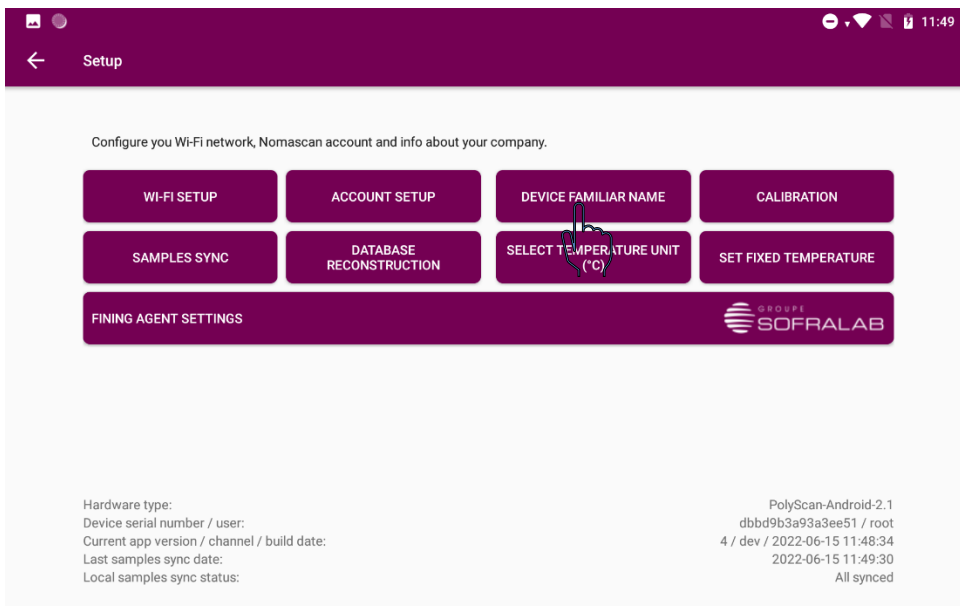 11:49
Setup
Configure you Wi-Fi network, Nomascan account and info about your company.
WI-FI SETUP
ACCOUNT SETUP
DEVICE FAMILIAR NAME
CALIBRATION
SAMPLES SYNC
DATABASE
RECONSTRUCTION
SELECT TEMPERATURE UNIT
(°C)
SET FIXED TEMPERATURE
FINING AGENT SETTINGS
GROUPE
SOFRALAB
Hardware type: PolyScan-Android-2.1
Device serial number / user: dbbd9b3a93a3ee51 / root
Current app version / channel / build date: 4 / dev / 2022-06-15 11:48:34
Last samples sync date: 2022-06-15 11:49:30
Local samples sync status: All synced